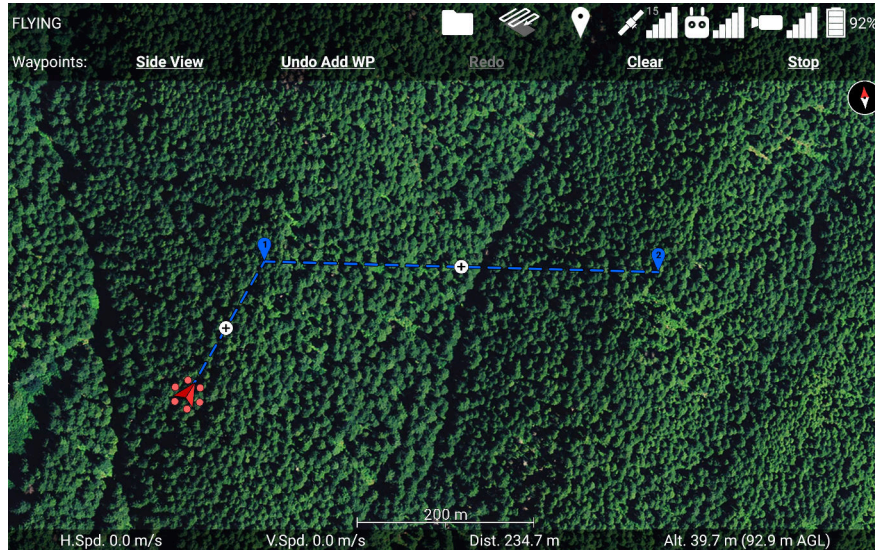 FLYING
15
92%
Waypoints: Side View Undo Add WP Redo Clear Stop
1
2
200 m
H.Spd. 0.0 m/s V.Spd. 0.0 m/s Dist. 234.7 m Alt. 39.7 m (92.9 m AGL)